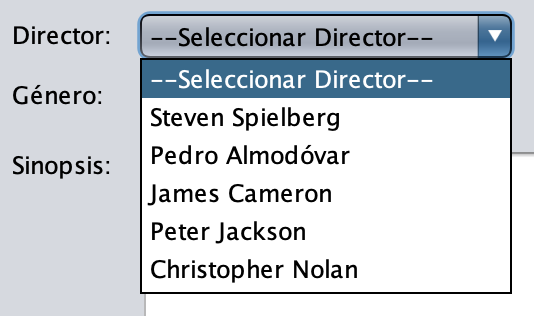 Director: --Seleccionar Director--
--Seleccionar Director--
Género:
Steven Spielberg
Pedro Almodóvar
Sinopsis:
James Cameron
Peter Jackson
Christopher Nolan